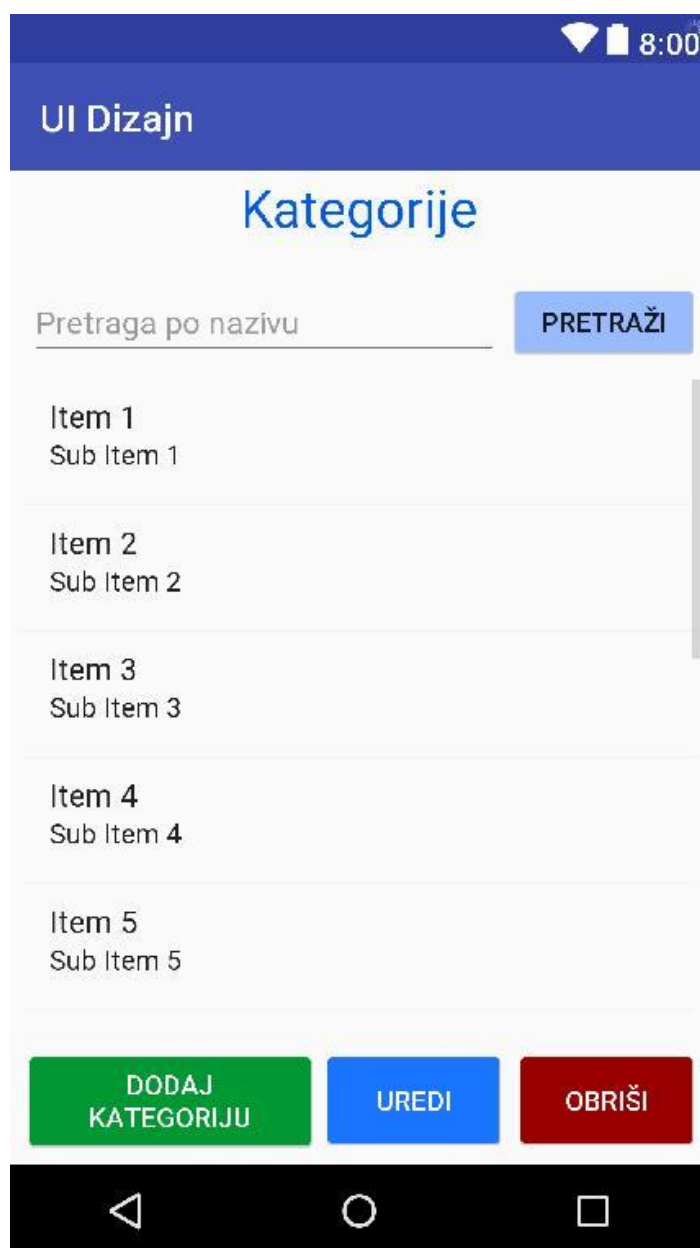 8:00
UI Dizajn
Kategorije
Pretraga po nazivu
PRETRAŽI
Item 1
Sub Item 1
Item 2
Sub Item 2
Item 3
Sub Item 3
Item 4
Sub Item 4
Item 5
Sub Item 5
DODAJ
KATEGORIJU
UREDI
OBRIŠI